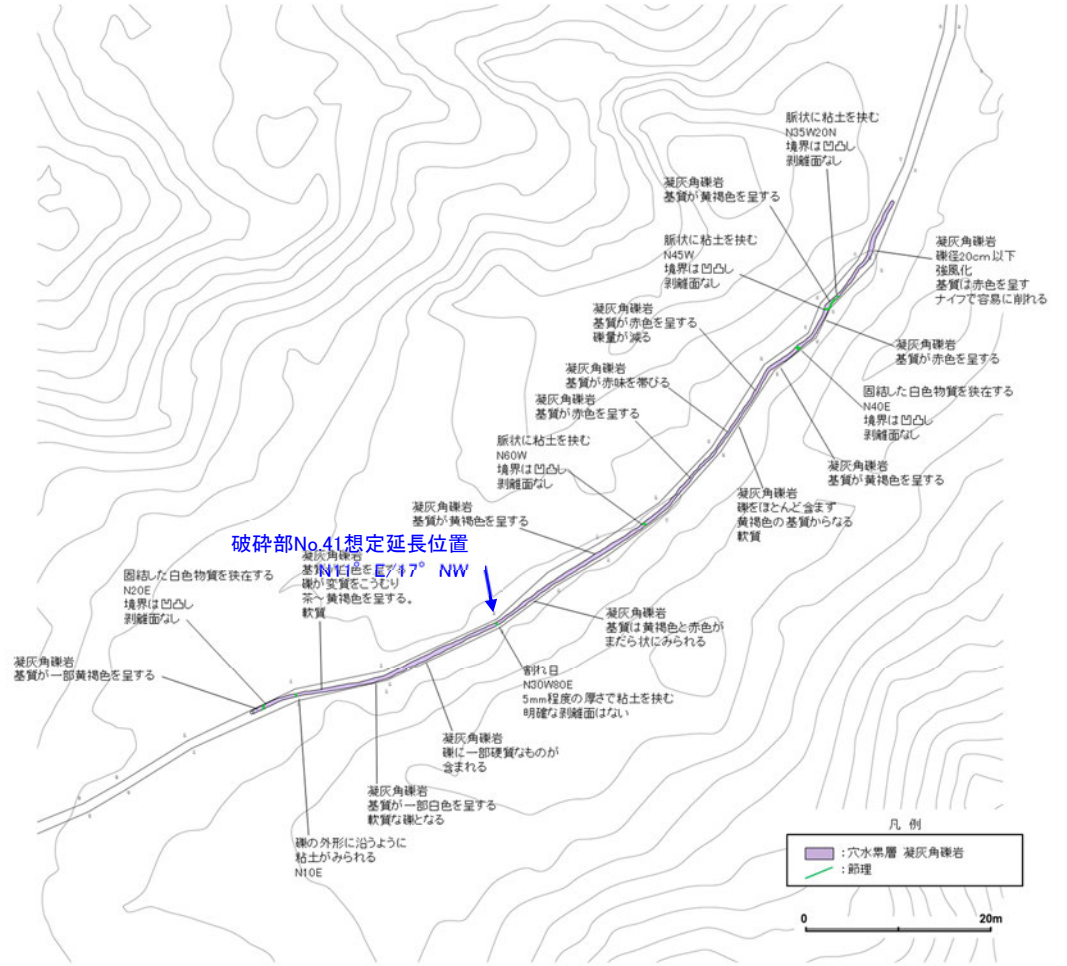 脈状に粘土を挟む
N35W20N
境界は凹凸し
剥離面なし
凝灰角礫岩
基質が黄褐色を呈する
脈状に粘土を挟む
N45W
境界は凹凸し
剥離面なし
凝灰角礫岩
礫径20cm以下
強風化
基質は赤色を呈す
ナイフで容易に削れる
凝灰角礫岩
基質が赤色を呈する
礫量が減る
凝灰角礫岩
基質が赤色を呈する
凝灰角礫岩
基質が赤味を帯びる
固結した白色物質を狭在する
N40E
境界は凹凸し
剥離面なし
凝灰角礫岩
基質が赤色を呈する
脈状に粘土を挟む
N60W
境界は凹凸し
剥離面なし
凝灰角礫岩
基質が黄褐色を呈する
凝灰角礫岩
礫をほとんど含まず
黄褐色の基質からなる
軟質
凝灰角礫岩
基質が黄褐色を呈する
破砕部No.41想定延長位置
N11°E/17°NW
凝灰角礫岩
礫が変質をこうむり
茶～黄褐色を呈する。
軟質
固結した白色物質を狭在する
N20E
境界は凹凸し
剥離面なし
凝灰角礫岩
基質は黄褐色と赤色が
まだら状にみられる
凝灰角礫岩
基質が一部黄褐色を呈する
割れ目
N30W80E
5mm程度の厚さで粘土を挟む
明確な剥離面はない
凝灰角礫岩
礫に一部硬質なものが
含まれる
凝灰角礫岩
基質が一部白色を呈する
軟質な礫となる
礫の外形に沿うように
粘土がみられる
N10E
凡 例
：穴水累層 凝灰角礫岩
：節理
0 20m